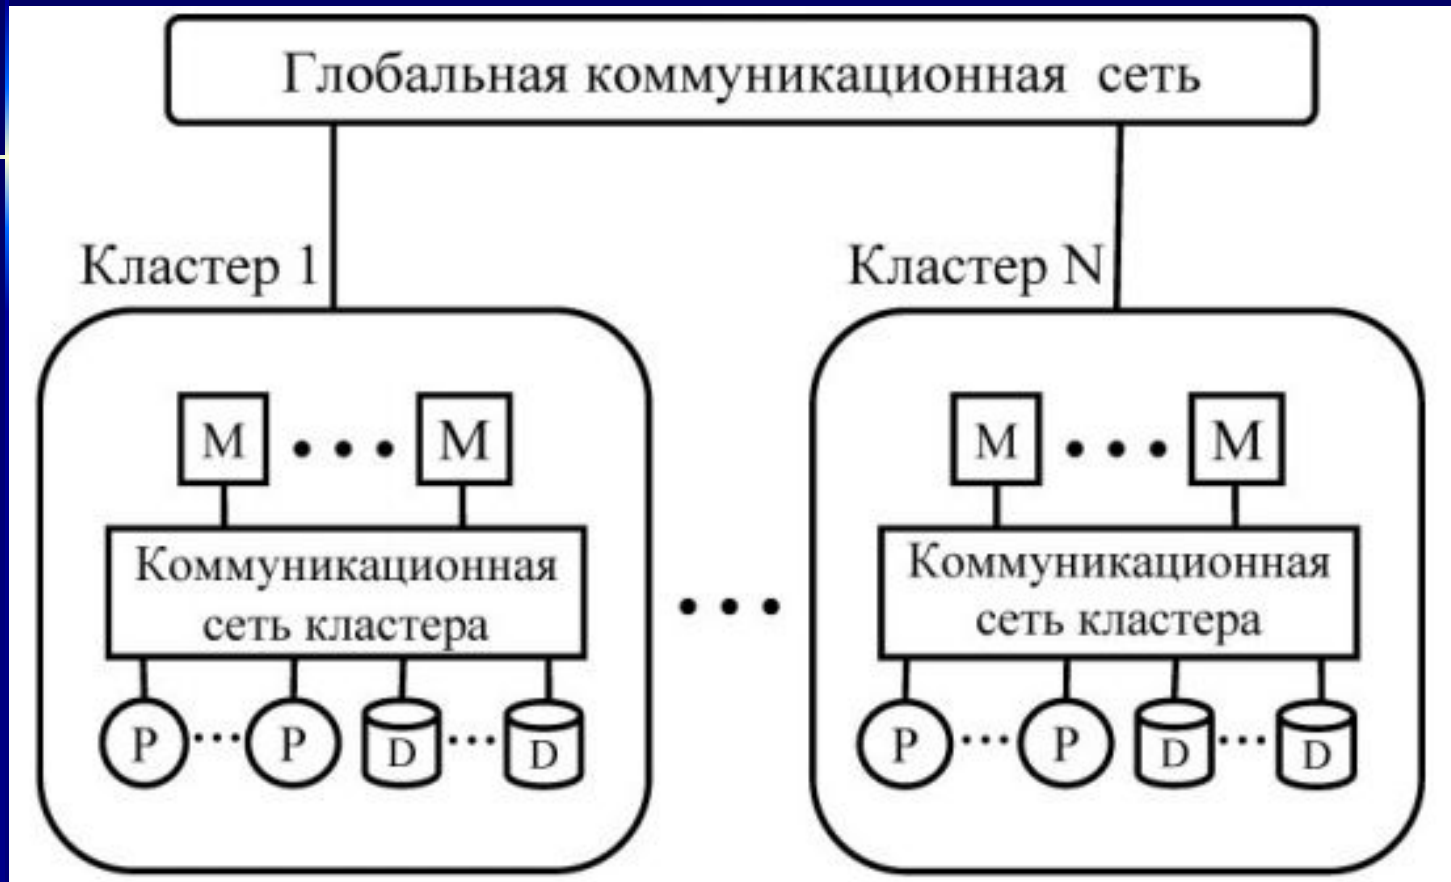 Глобальная коммуникационная сеть
Кластер 1
Кластер N
М ••• М
М ••• М
Коммуникационная
сеть кластера
•••
Коммуникационная
сеть кластера
P ... P D ... D
P ... P D ... D